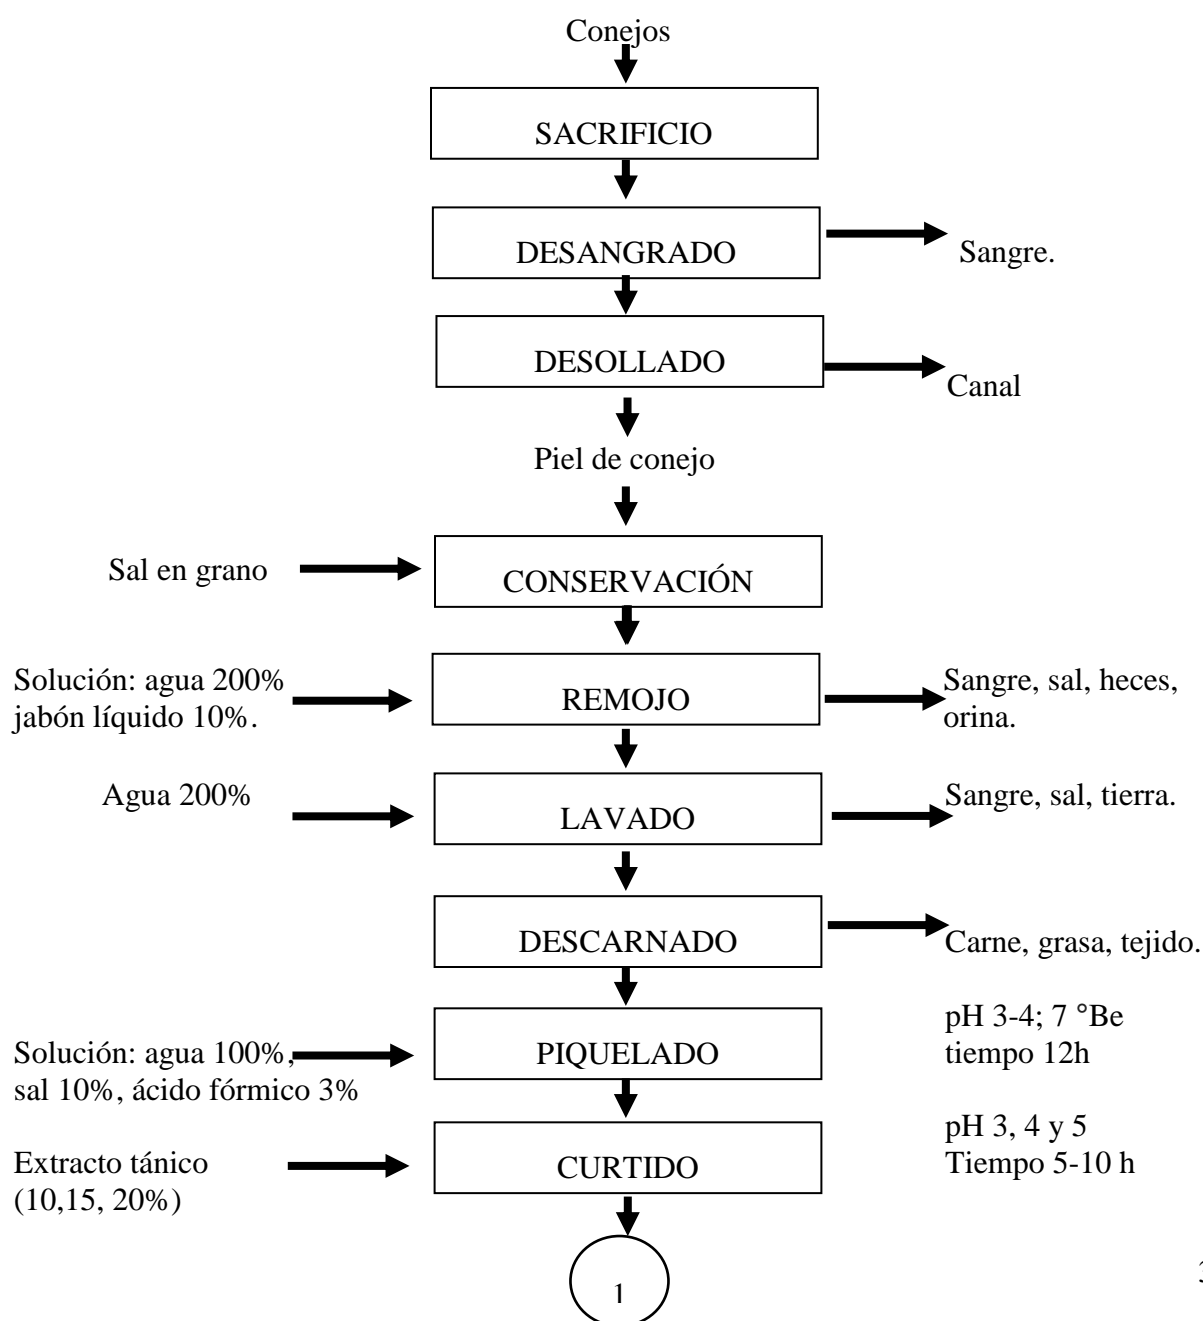 Conejos
SACRIFICIO
DESANGRADO
Sangre.
DESOLLADO
Canal
Piel de conejo
Sal en grano
CONSERVACIÓN
Solución: agua 200%
jabón líquido 10%.
REMOJO
Sangre, sal, heces,
orina.
Agua 200%
LAVADO
Sangre, sal, tierra.
DESCARNADO
Carne, grasa, tejido.
Solución: agua 100%,
sal 10%, ácido fórmico 3%
PIQUELADO
pH 3-4; 7 °Be
tiempo 12h
Extracto tánico
(10,15, 20%)
CURTIDO
pH 3, 4 y 5
Tiempo 5-10 h
1